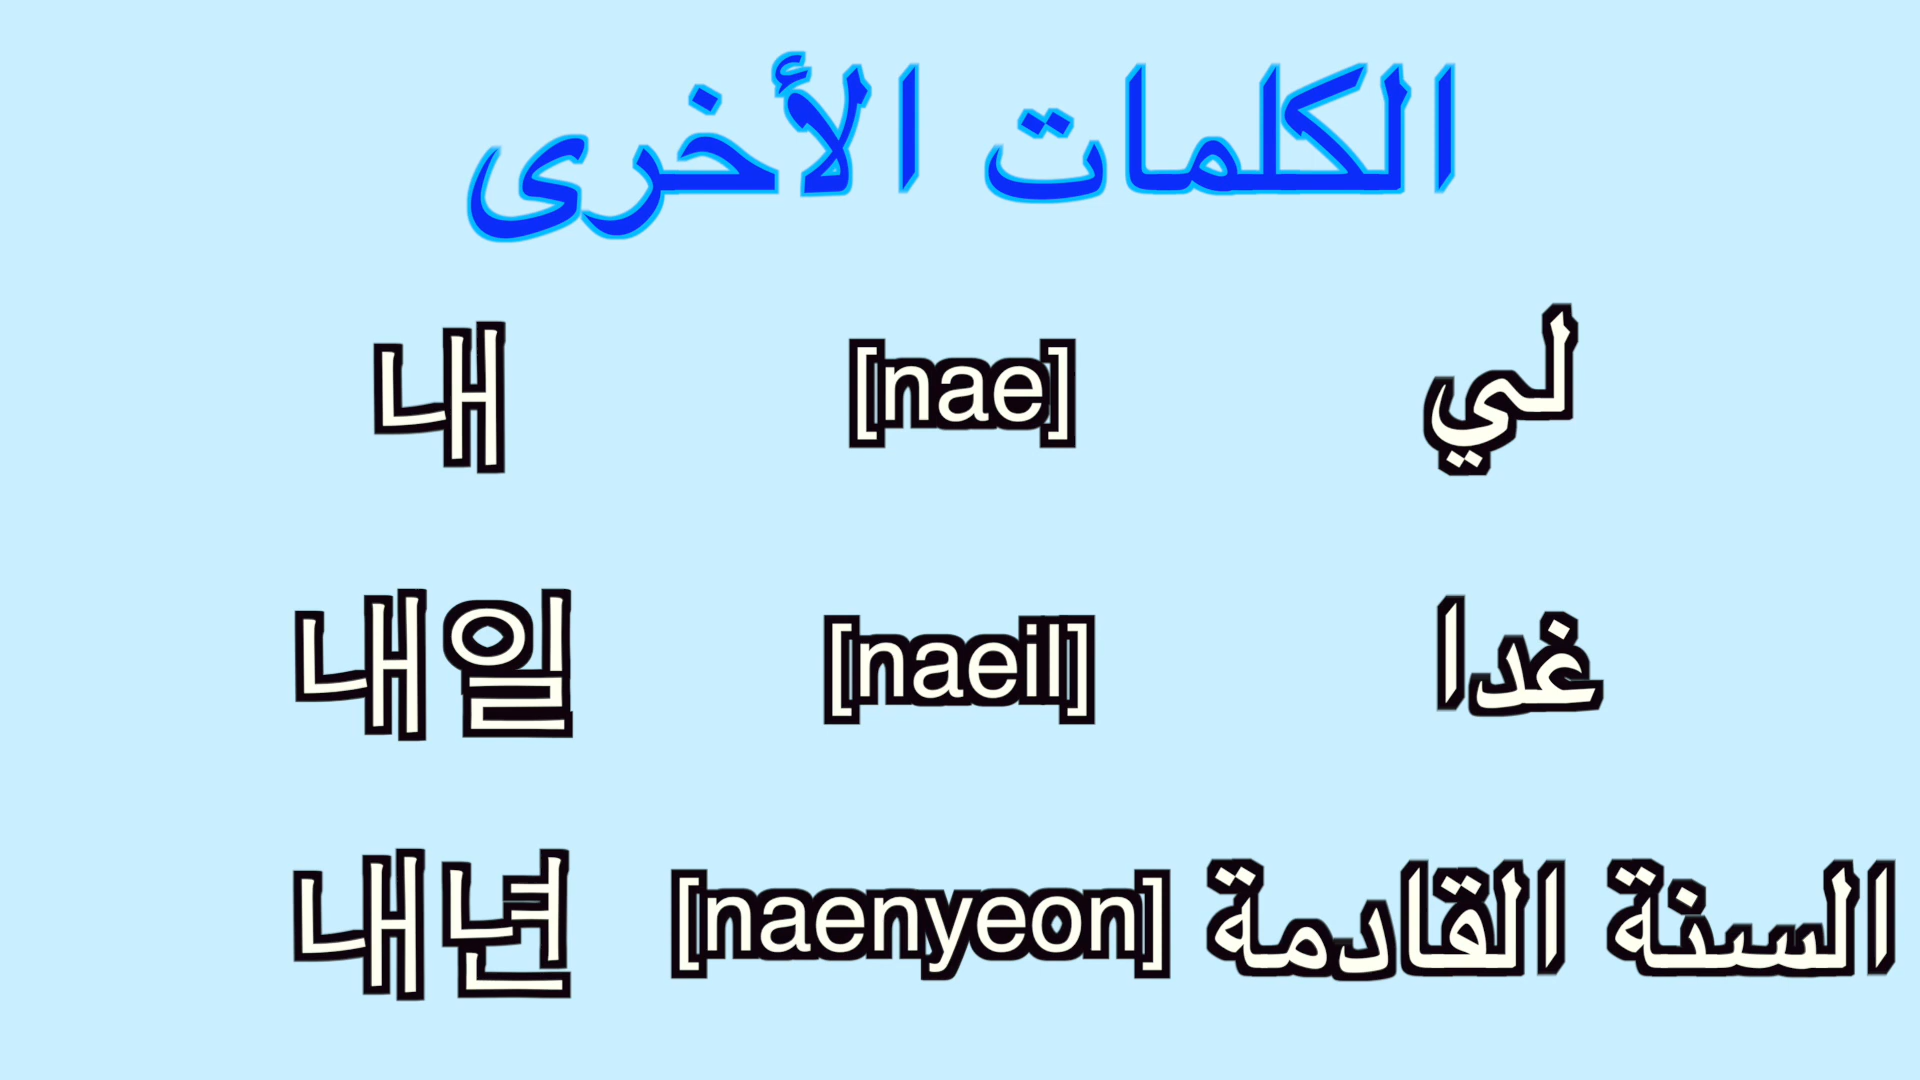 الكلمات الأخرى
내 [nae] لي
내일 [naeil] غدا
내년 [naenyeon] السنة القادمة